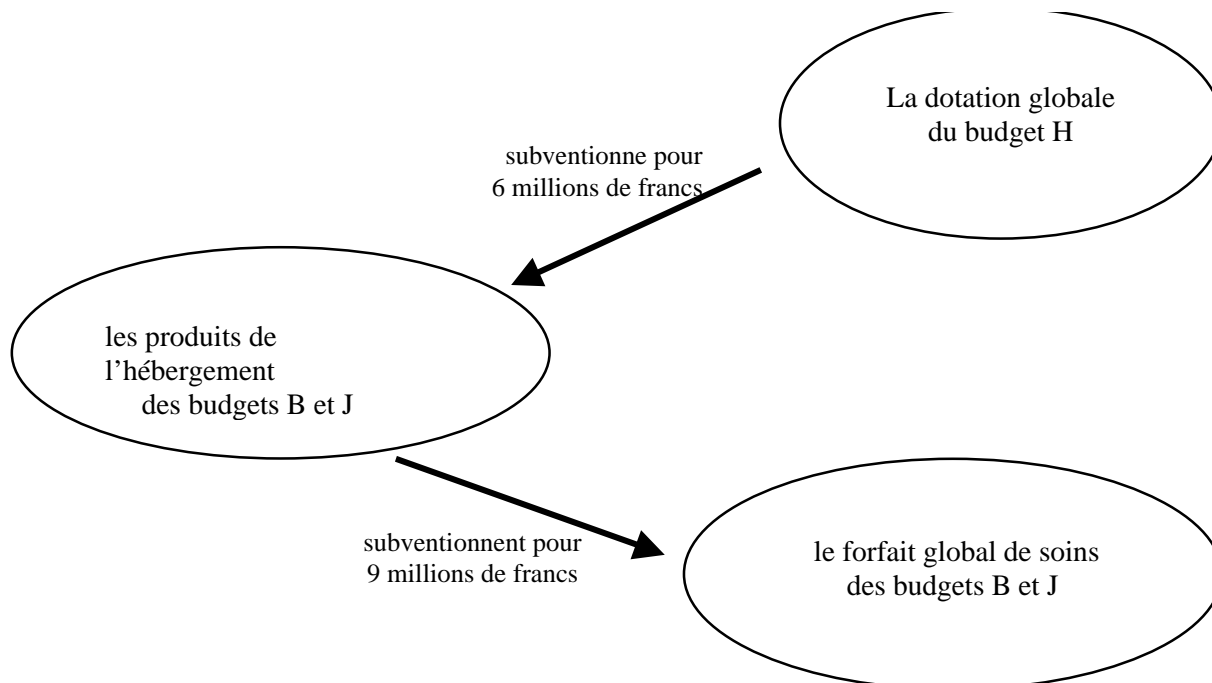 La dotation globale
du budget H
subventionne pour
6 millions de francs
les produits de
l’hébergement
des budgets B et J
subventionnent pour
9 millions de francs
le forfait global de soins
des budgets B et J